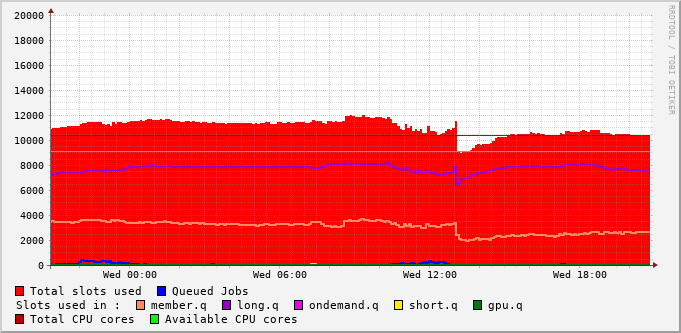 RRDTOOL / TOBI OETIKER
20000
18000
16000
14000
12000
10000
8000
6000
4000
2000
0
Wed 00:00 Wed 06:00 Wed 12:00 Wed 18:00
Total slots used Queued Jobs
Slots used in : member.q long.q ondemand.q short.q gpu.q
Total CPU cores Available CPU cores